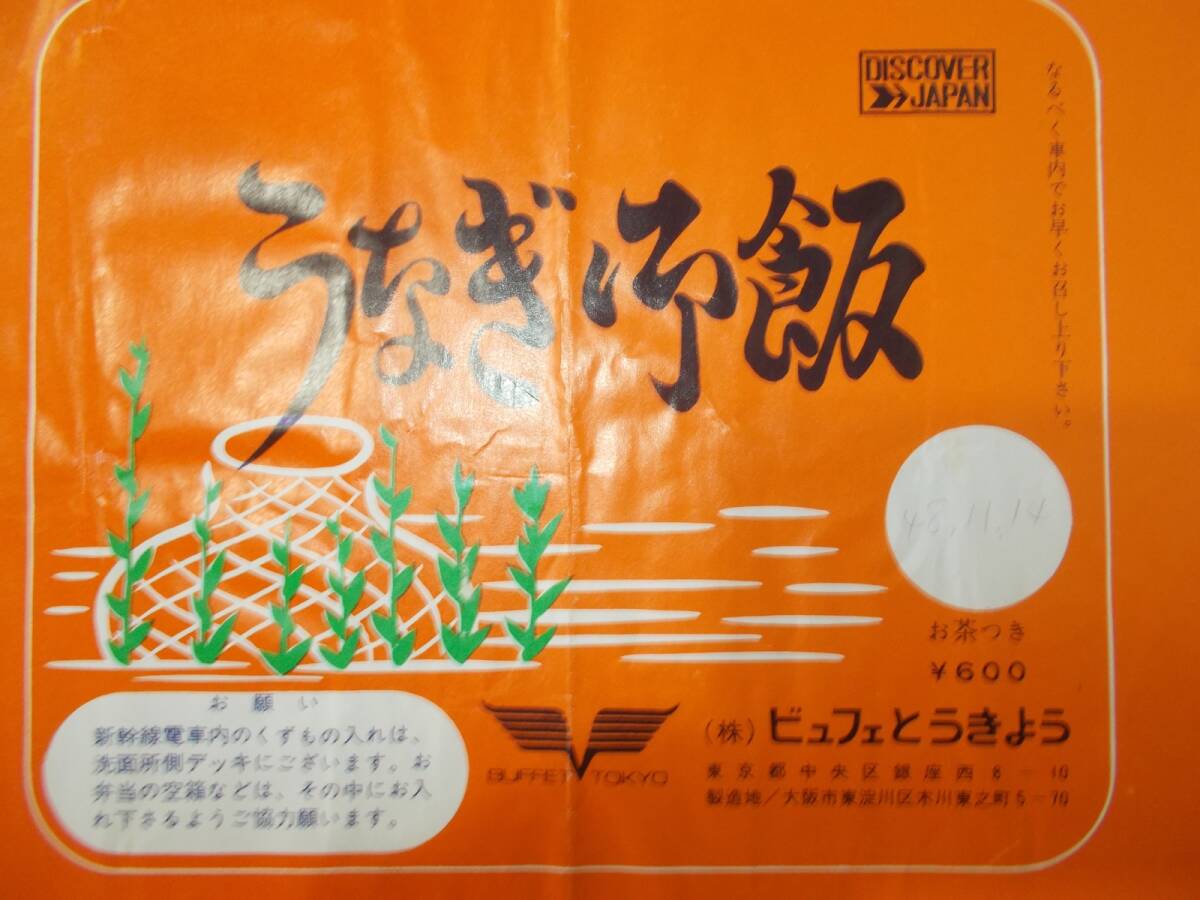 DISCOVER
JAPAN
なるべく車内でお早くお召し上り下さい。
うなぎ御飯
48.11.14
お茶つき
¥600
お願い
新幹線電車内のくずもの入れは、
洗面所側デッキにございます。お
弁当の空箱などは、その中にお入
れ下さるようご協力願います。
BUFFET TOKYO
(株)ビュフェとうきよう
東京都中央区銀座西8-10
製造地/大阪市東淀川区木川東之町5-70